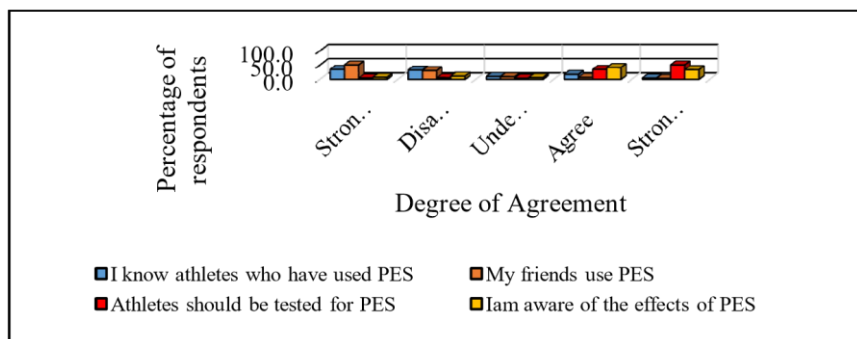 Percentage of
respondents
100.0
50.0
0.0
Stron..
Disa..
Unde..
Agree
Stron..
Degree of Agreement
I know athletes who have used PES
My friends use PES
Athletes should be tested for PES
Iam aware of the effects of PES